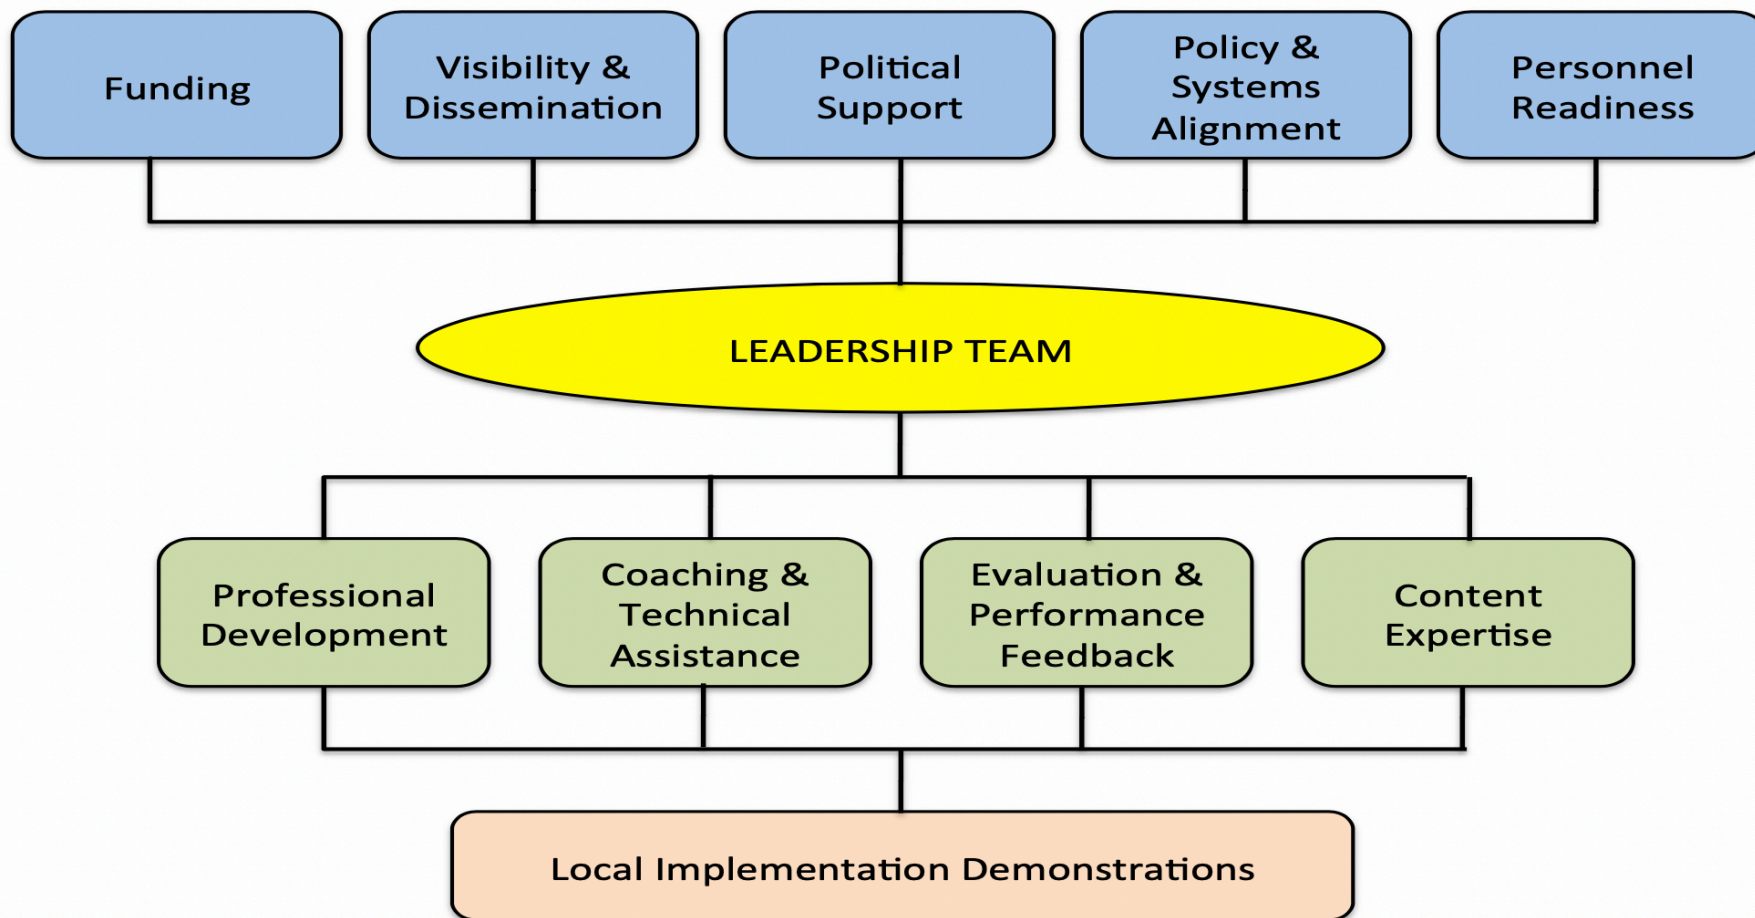 Funding
Visibility &
Dissemination
Political
Support
Policy &
Systems
Alignment
Personnel
Readiness
LEADERSHIP TEAM
Professional
Development
Coaching &
Technical
Assistance
Evaluation &
Performance
Feedback
Content
Expertise
Local Implementation Demonstrations